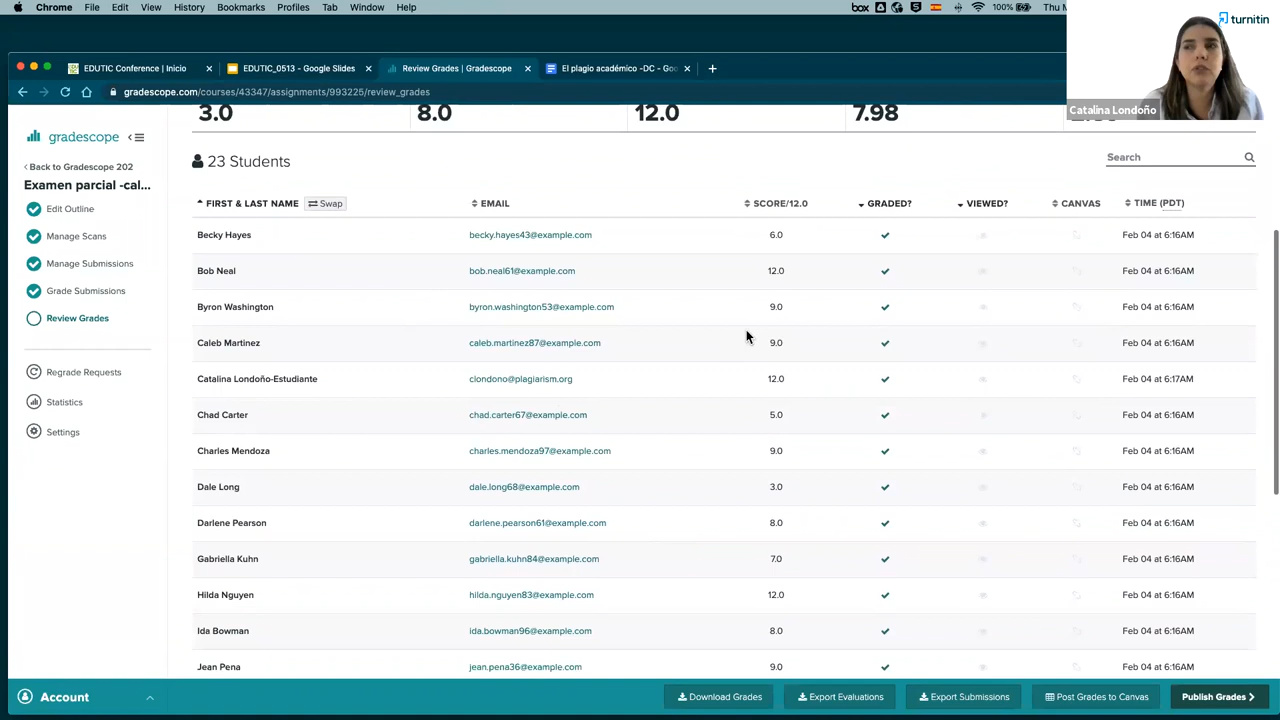 Chrome File Edit View History Bookmarks Profiles Tab Window Help box 100% Thu M
turnitin
EDUTIC Conference | Inicio × EDUTIC_0513 - Google Slides × Review Grades | Gradescope × El plagio académico -DC - Goo × +
gradescope.com/courses/43347/assignments/993225/review_grades
Catalina Londoño
3.0 8.0 12.0 7.98
gradescope
23 Students
Search
< Back to Gradescope 202
Examen parcial -cal...
Edit Outline
Manage Scans
Manage Submissions
Grade Submissions
Review Grades
Regrade Requests
Statistics
Settings
FIRST & LAST NAME Swap EMAIL SCORE/12.0 GRADED? VIEWED? CANVAS TIME (PDT)
Becky Hayes becky.hayes43@example.com 6.0 Feb 04 at 6:16AM
Bob Neal bob.neal61@example.com 12.0 Feb 04 at 6:16AM
Byron Washington byron.washington53@example.com 9.0 Feb 04 at 6:16AM
Caleb Martinez caleb.martinez87@example.com 9.0 Feb 04 at 6:16AM
Catalina Londoño-Estudiante clondono@plagiarism.org 12.0 Feb 04 at 6:17AM
Chad Carter chad.carter67@example.com 5.0 Feb 04 at 6:16AM
Charles Mendoza charles.mendoza97@example.com 9.0 Feb 04 at 6:16AM
Dale Long dale.long68@example.com 3.0 Feb 04 at 6:16AM
Darlene Pearson darlene.pearson61@example.com 8.0 Feb 04 at 6:16AM
Gabriella Kuhn gabriella.kuhn84@example.com 7.0 Feb 04 at 6:16AM
Hilda Nguyen hilda.nguyen83@example.com 12.0 Feb 04 at 6:16AM
Ida Bowman ida.bowman96@example.com 8.0 Feb 04 at 6:16AM
Jean Pena jean.pena36@example.com 9.0 Feb 04 at 6:16AM
Account Download Grades Export Evaluations Export Submissions Post Grades to Canvas Publish Grades